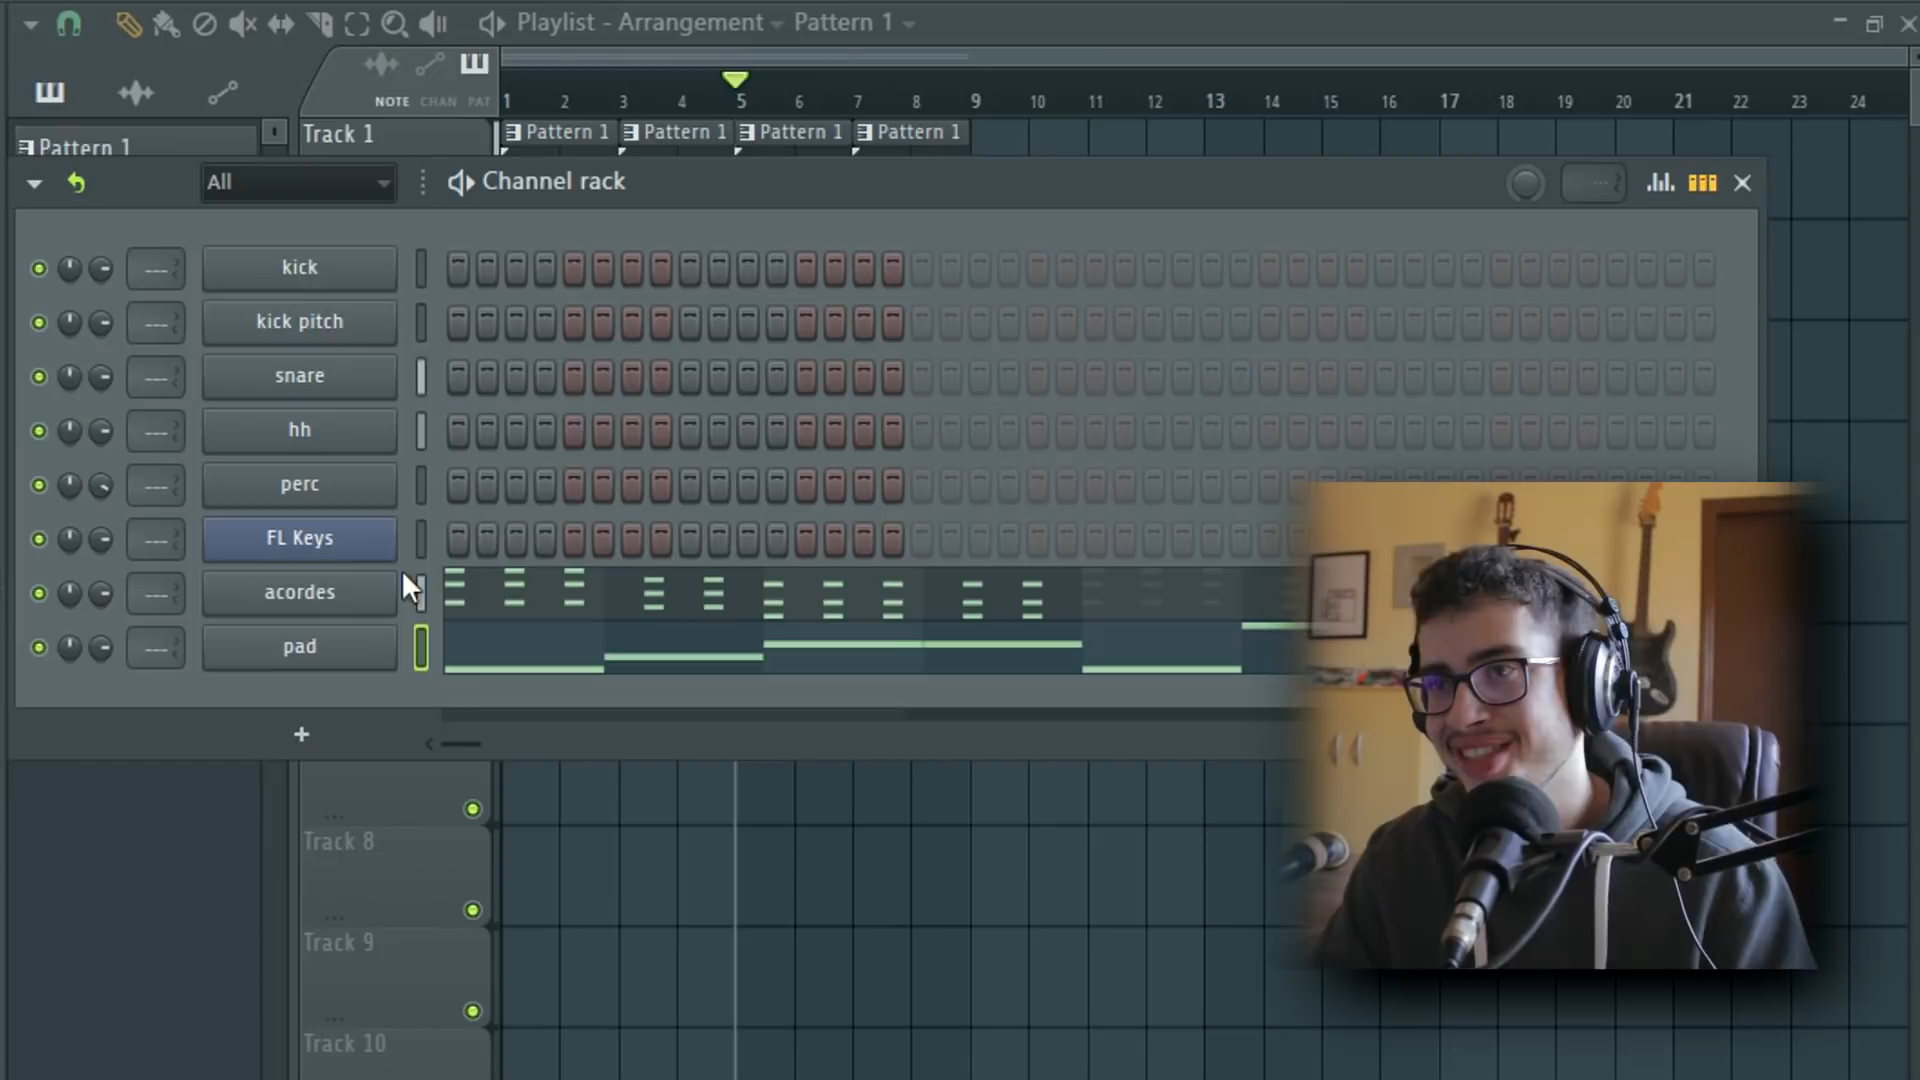 Playlist - Arrangement Pattern 1
NOTE CHAN PAT
1 2 3 4 5 6 7 8 9 10 11 12 13 14 15 16 17 18 19 20 21 22 23 24
Pattern 1
Track 1
Pattern 1 Pattern 1 Pattern 1 Pattern 1
All
Channel rack
kick
kick pitch
snare
hh
perc
FL Keys
acordes
pad
Track 8
Track 9
Track 10